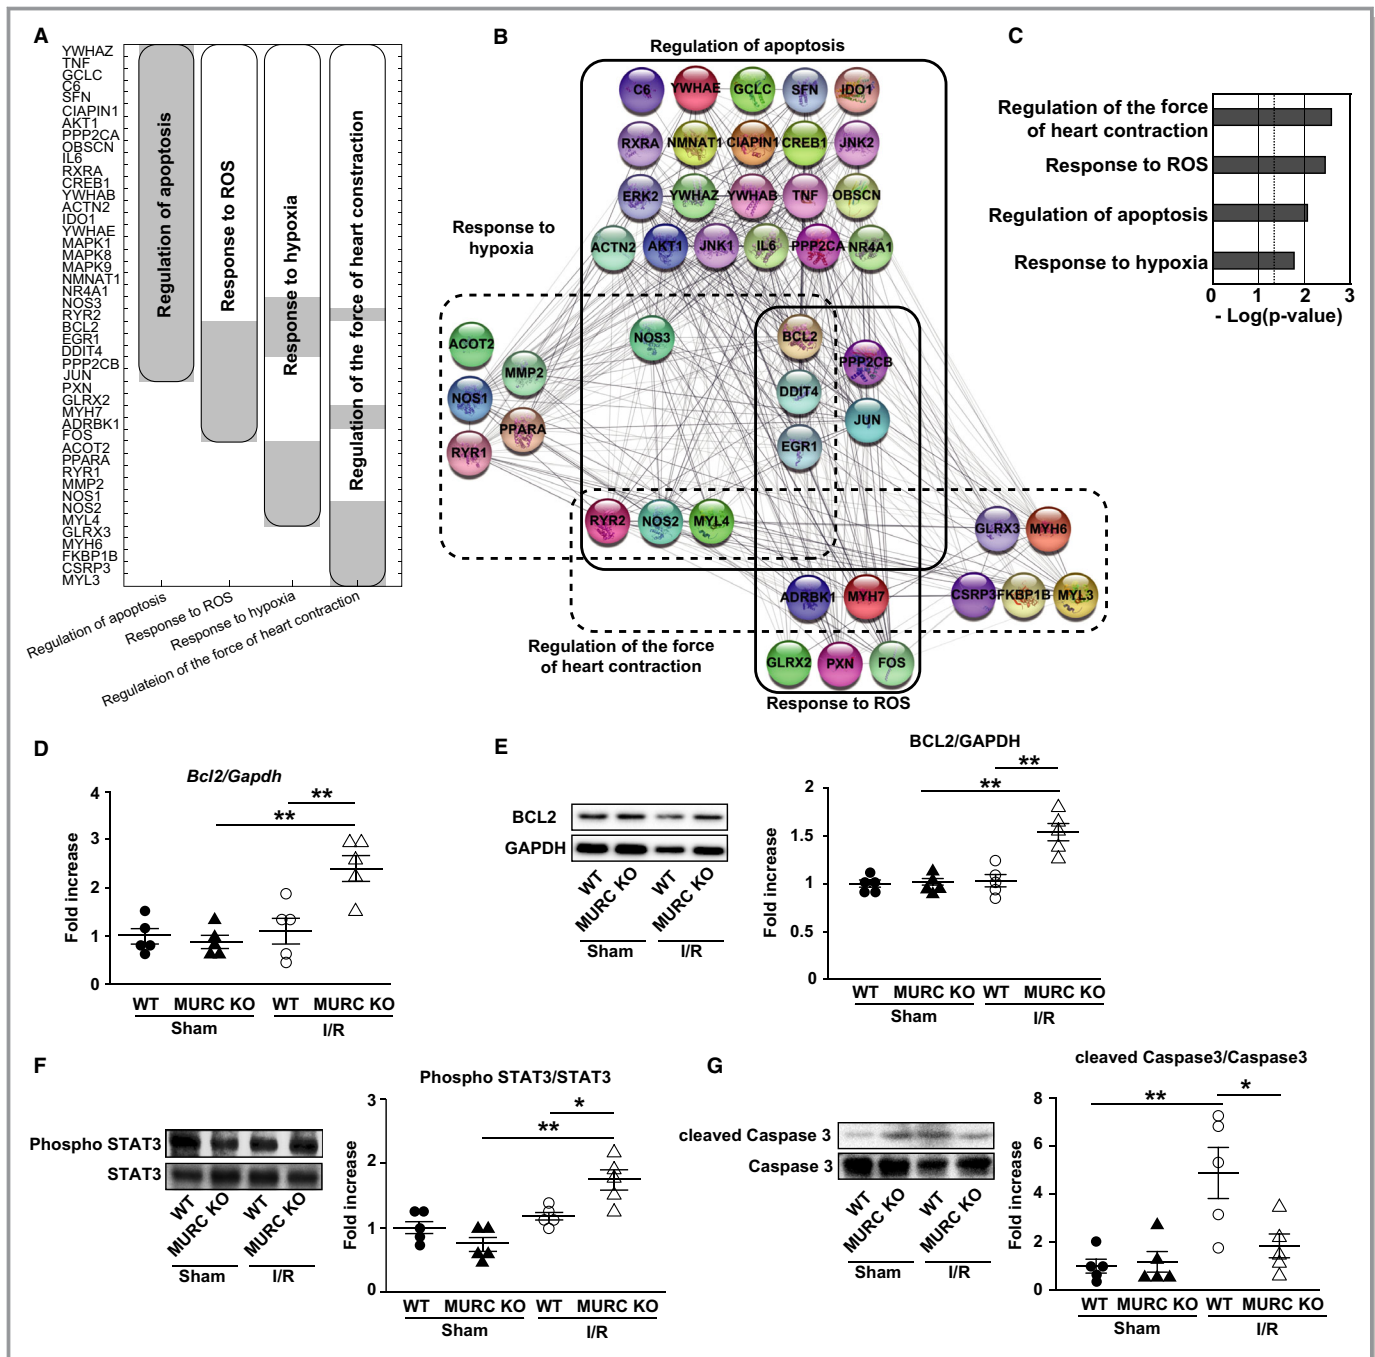 A
YWHAZ
TNF
GCLC
C6
SFN
CIAPIN1
AKT1
PPP2CA
OBSCN
IL6
RXRA
CREB1
YWHAB
ACTN2
IDO1
YWHAE
MAPK1
MAPK8
MAPK9
NMNAT1
NR4A1
NOS3
RYR2
BCL2
EGR1
DDIT4
PPP2CB
JUN
PXN
GLRX2
MYH7
ADRBK1
FOS
ACOT2
PPARA
RYR1
MMP2
NOS1
NOS2
MYL4
GLRX3
MYH6
FKBP1B
CSRP3
MYL3
Regulation of apoptosis
Response to ROS
Response to hypoxia
Regulation of the force of heart constraction
Regulation of apoptosis
Response to ROS
Response to hypoxia
Regulateion of the force of heart contraction
B
Regulation of apoptosis
C6 YWHAE GCLC SFN IDO1
RXRA NMNAT1 CIAPIN1 CREB1 JNK2
ERK2 YWHAZ YWHAB TNF OBSCN
ACTN2 AKT1 JNK1 IL6 PPP2CA NR4A1
Response to
hypoxia
ACOT2 NOS3 BCL2
MMP2 PPP2CB
NOS1 DDIT4
PPARA JUN
RYR1 EGR1
RYR2 NOS2 MYL4 GLRX3 MYH6
ADRBK1 MYH7 CSRP3 FKBP1B MYL3
Regulation of the force
of heart contraction
GLRX2 PXN FOS
Response to ROS
C
Regulation of the force
of heart contraction
Response to ROS
Regulation of apoptosis
Response to hypoxia
0 1 2 3
- Log(p-value)
D
Bcl2/Gapdh
** 
**
Fold increase
4
3
2
1
0
WT MURC KO WT MURC KO
Sham I/R
E
BCL2
GAPDH
WT MURC KO WT MURC KO
Sham I/R
BCL2/GAPDH
**
**
Fold increase
2
1.5
1
0.5
0
WT MURC KO WT MURC KO
Sham I/R
F
Phospho STAT3
STAT3
WT MURC KO WT MURC KO
Sham I/R
Phospho STAT3/STAT3
*
**
Fold increase
3
2
1
0
WT MURC KO WT MURC KO
Sham I/R
G
cleaved Caspase 3
Caspase 3
WT MURC KO WT MURC KO
Sham I/R
cleaved Caspase3/Caspase3
** *
Fold increase
8
6
4
2
0
WT MURC KO WT MURC KO
Sham I/R